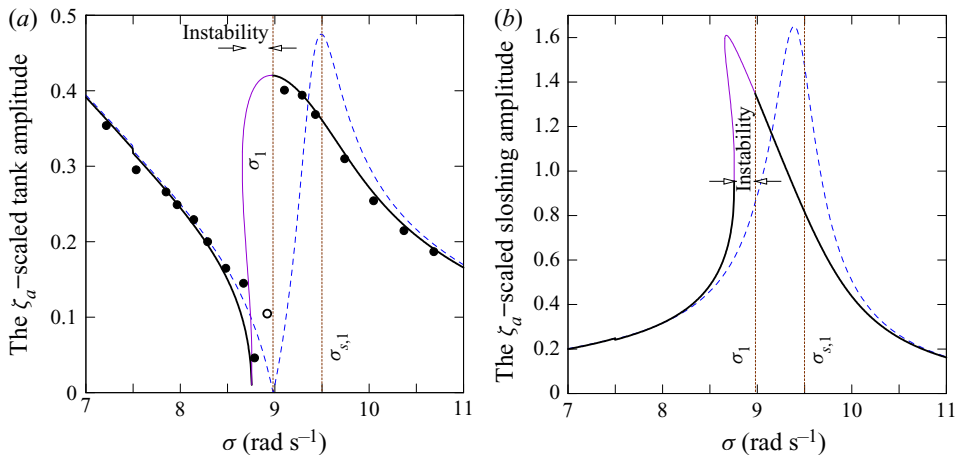 (a)
Instability
0.5
0.4
0.3
0.2
0.1
0
The ζa–scaled tank amplitude
σ1
σs,1
7 8 9 10 11
σ (rad s–1)
(b)
1.6
1.4
1.2
1.0
0.8
0.6
0.4
0.2
0
The ζa–scaled sloshing amplitude
Instability
σ1
σs,1
7 8 9 10 11
σ (rad s–1)